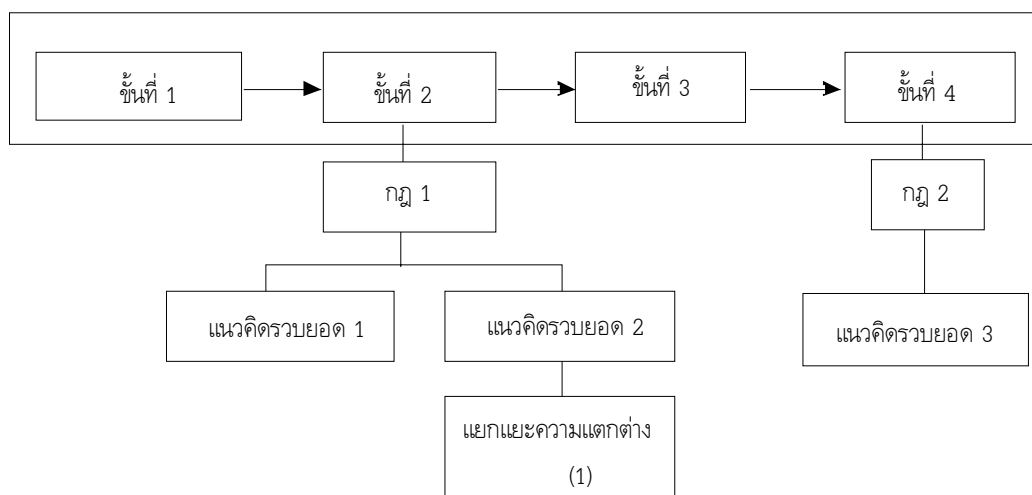 ขั้นที่ 1
ขั้นที่ 2
ขั้นที่ 3
ขั้นที่ 4
กฎ 1
กฎ 2
แนวคิดรวบยอด 1
แนวคิดรวบยอด 2
แนวคิดรวบยอด 3
แยกแยะความแตกต่าง
(1)